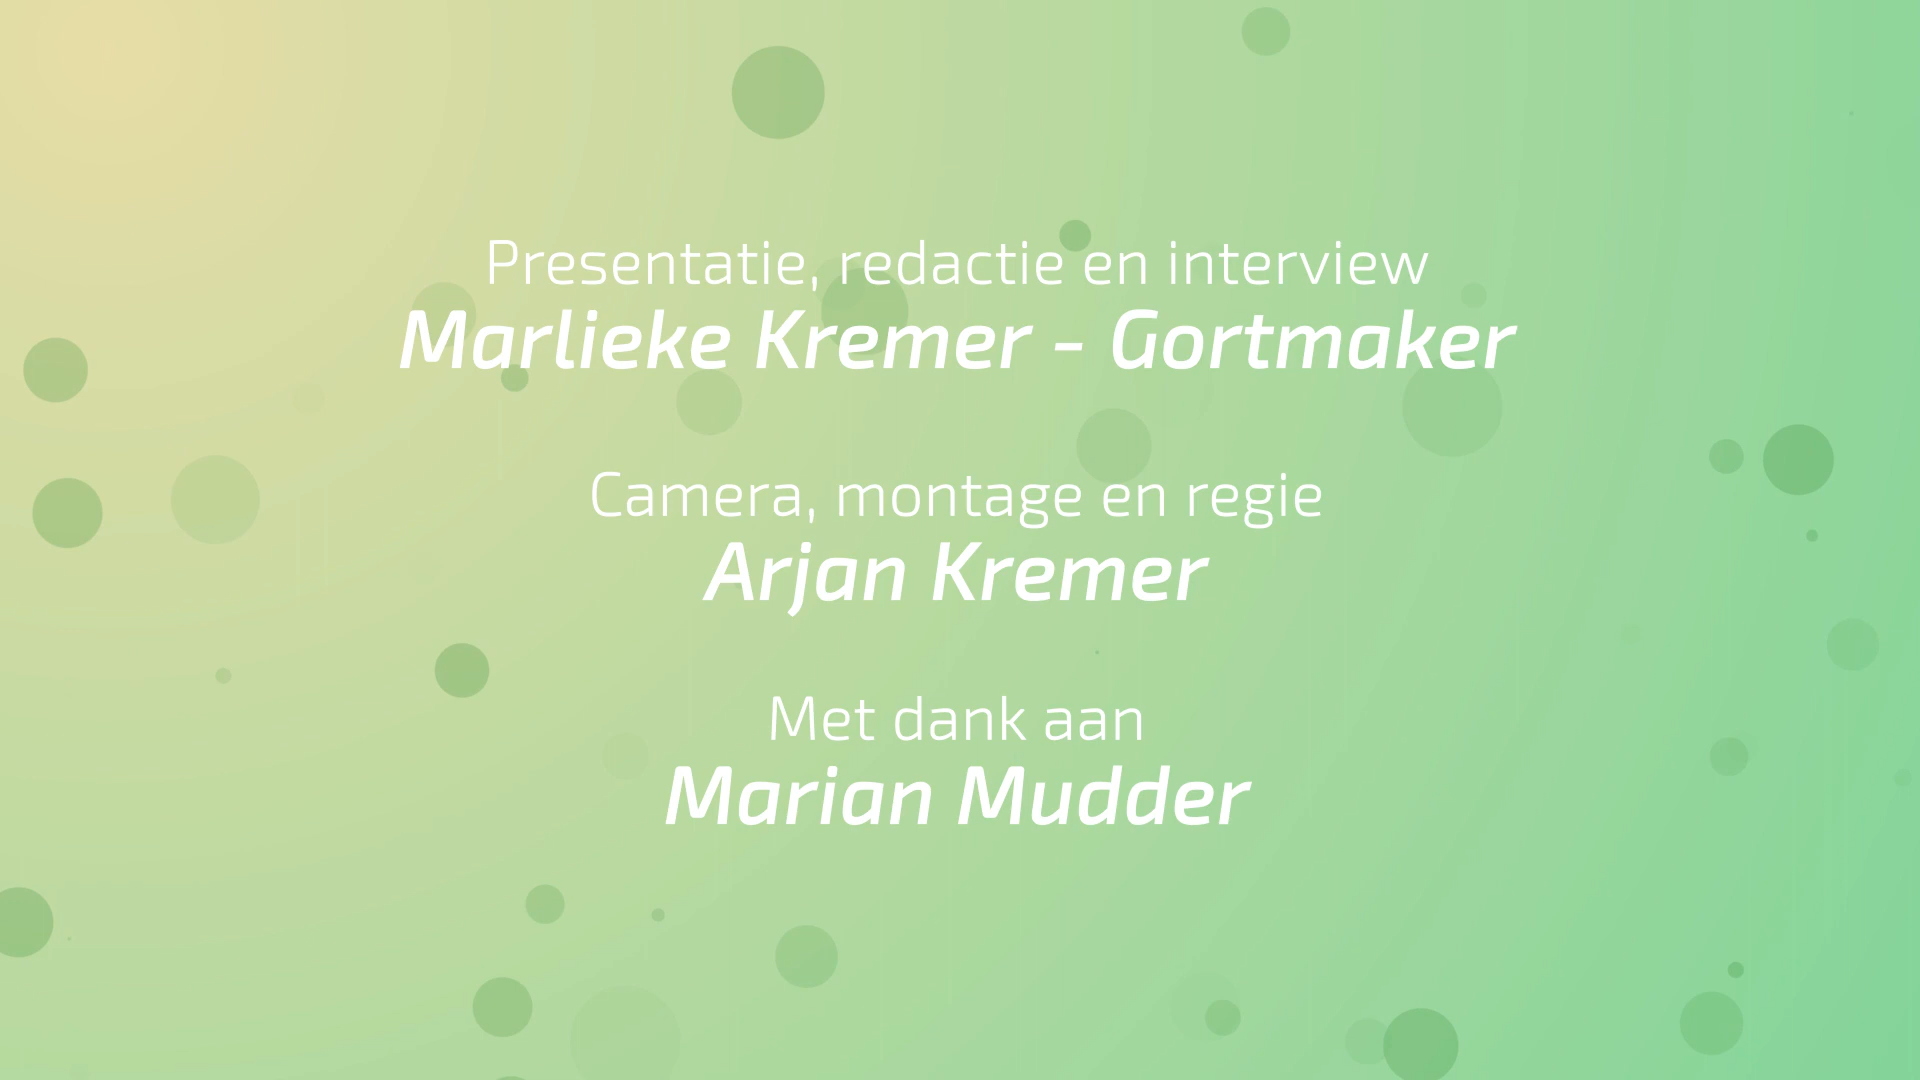 Presentatie, redactie en interview
Marlieke Kremer - Gortmaker
Camera, montage en regie
Arjan Kremer
Met dank aan
Marian Mudder